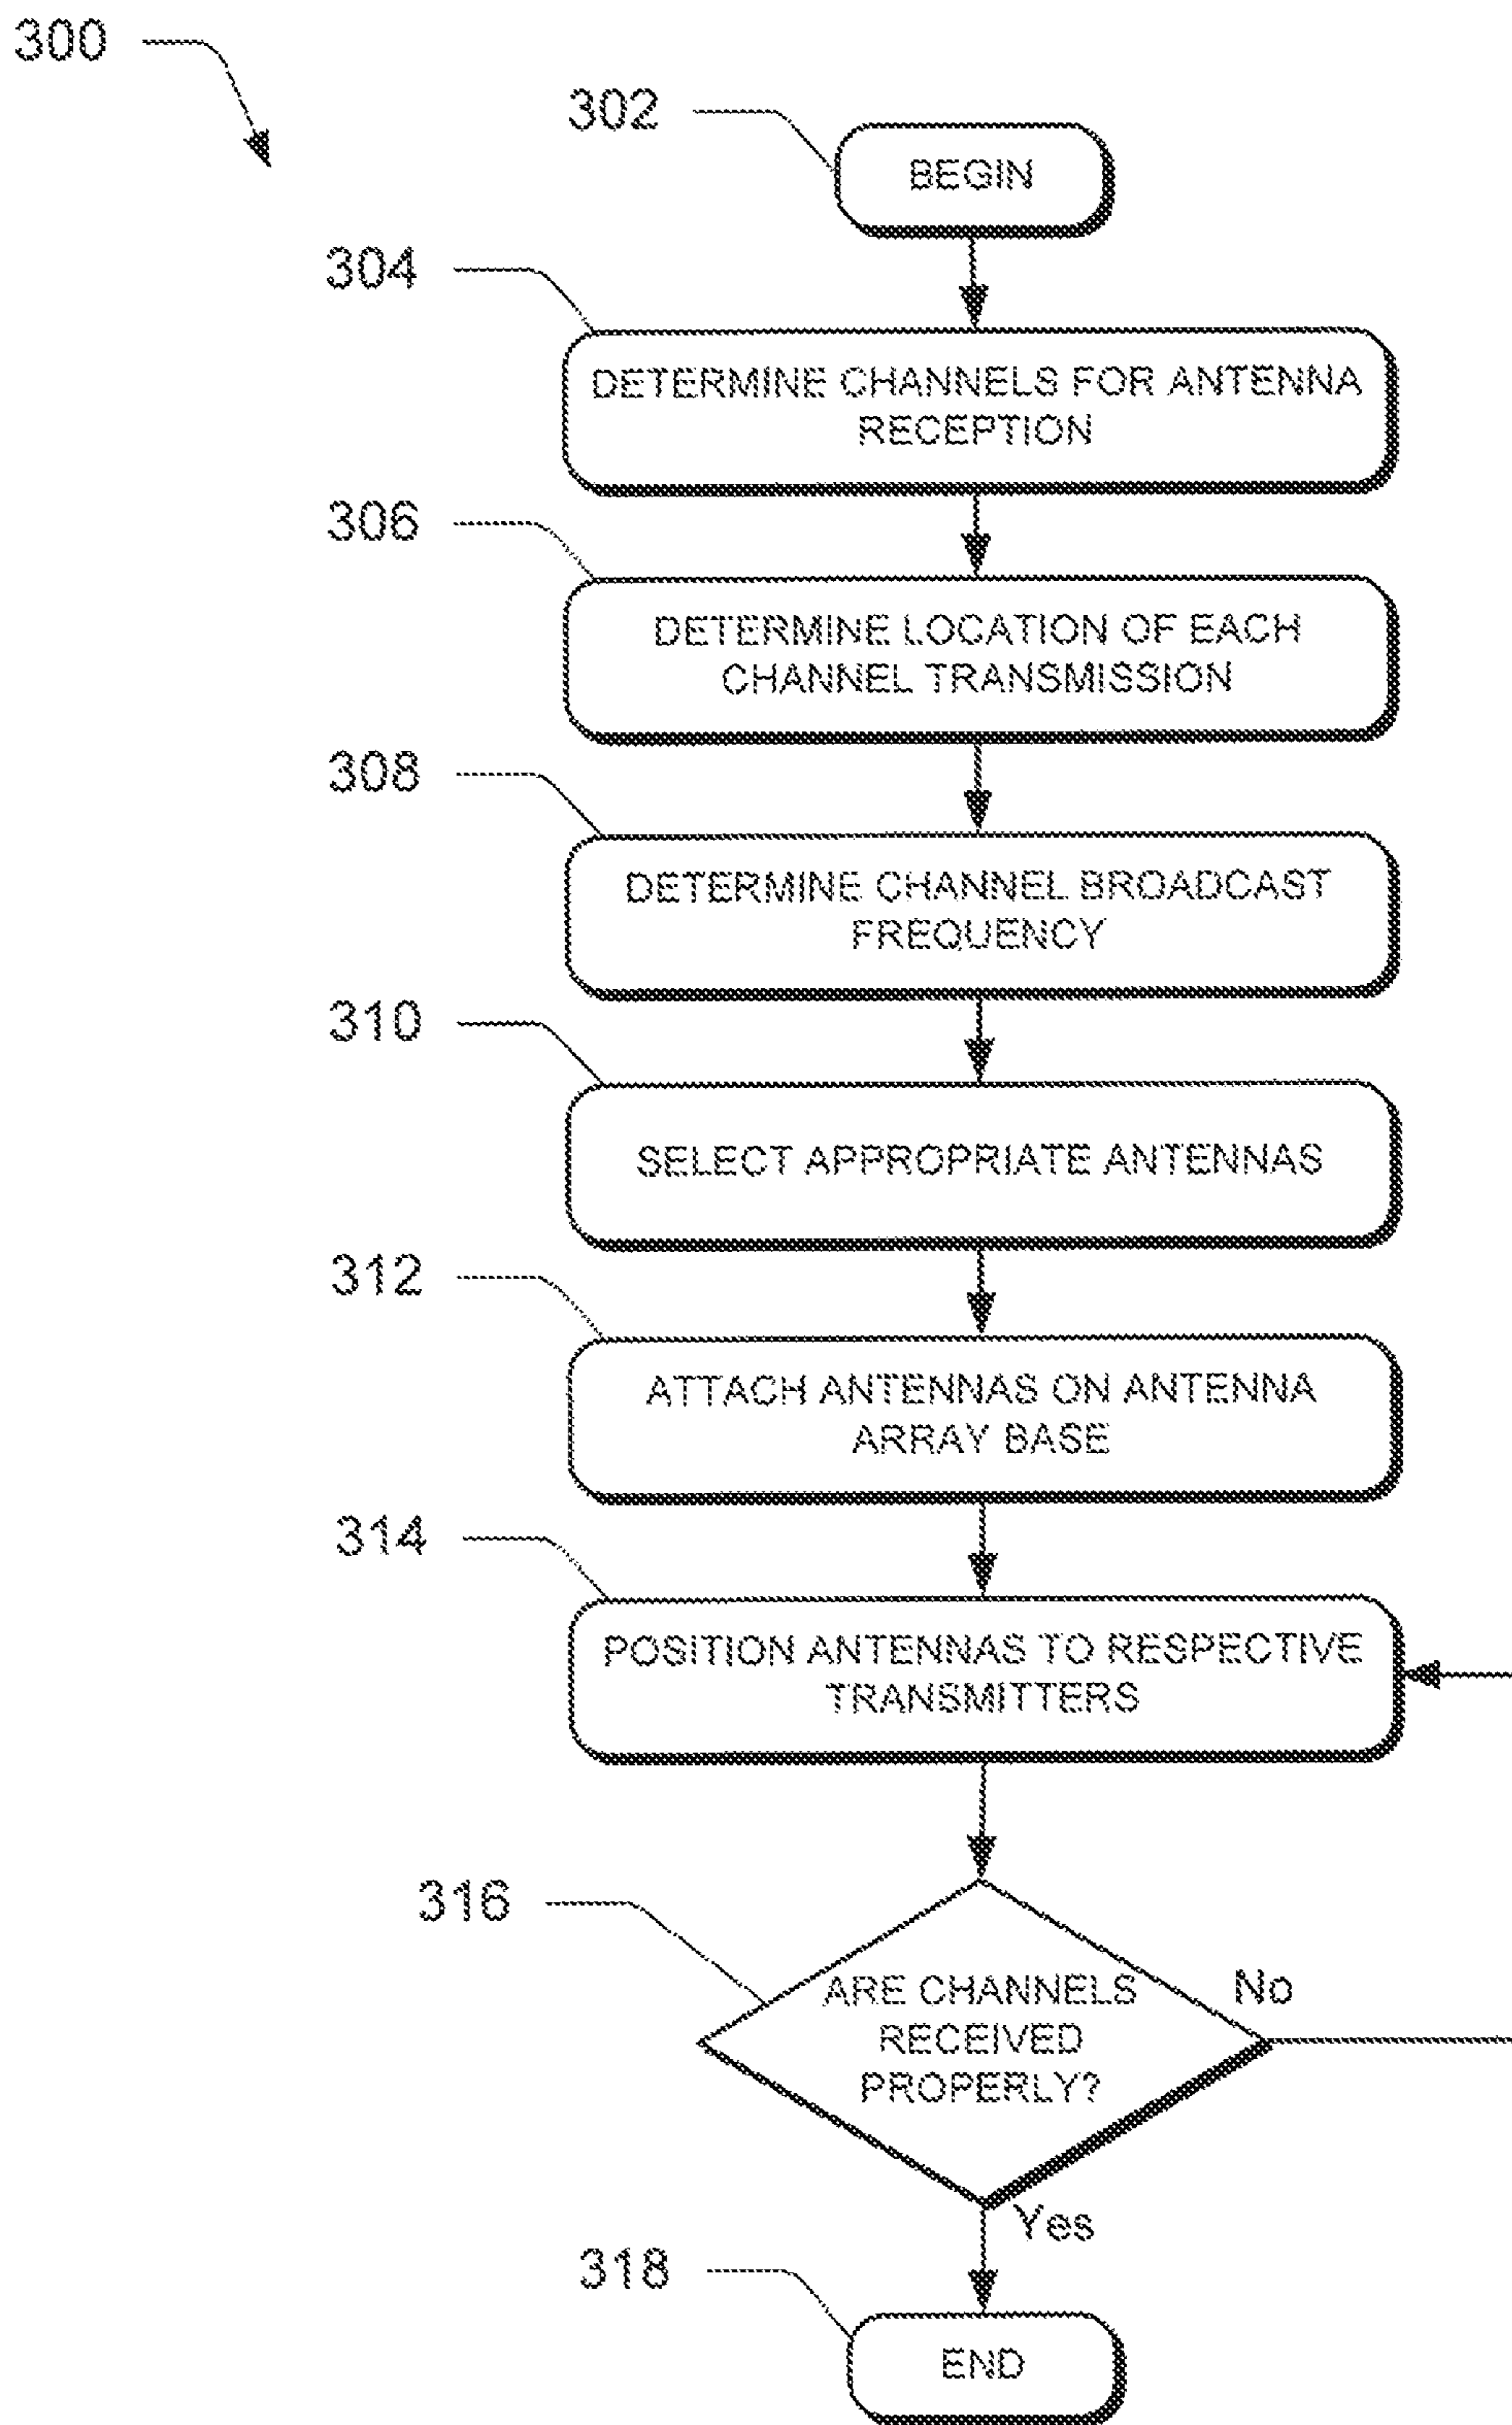 300
302
BEGIN
304
DETERMINE CHANNELS FOR ANTENNA
RECEPTION
306
DETERMINE LOCATION OF EACH
CHANNEL TRANSMISSION
308
DETERMINE CHANNEL BROADCAST
FREQUENCY
310
SELECT APPROPRIATE ANTENNAS
312
ATTACH ANTENNAS ON ANTENNA
ARRAY BASE
314
POSITION ANTENNAS TO RESPECTIVE
TRANSMITTERS
316
ARE CHANNELS
RECEIVED
PROPERLY?
No
Yes
318
END